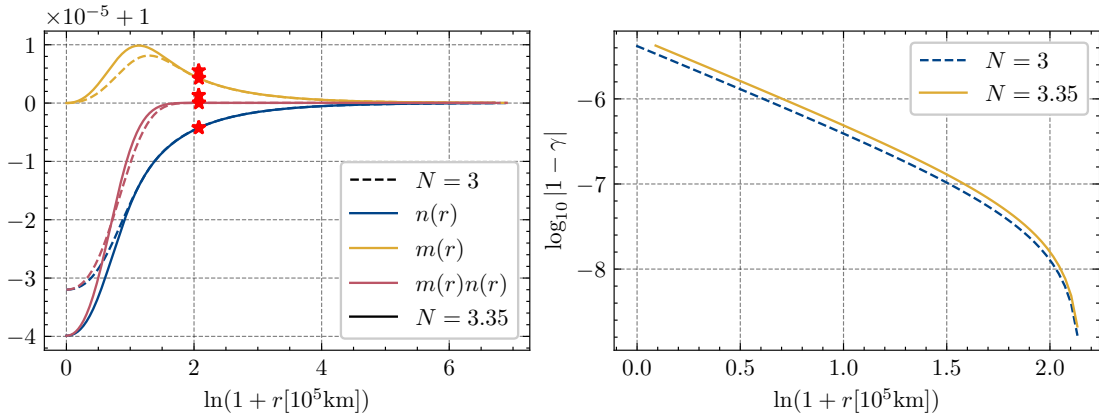 ×10⁻⁵ + 1
1
0
−1
−2
−3
−4
0
2
4
6
ln(1 + r[10⁵km])
N = 3
n(r)
m(r)
m(r)n(r)
N = 3.35
log₁₀ |1 − γ|
−6
−7
−8
0.0
0.5
1.0
1.5
2.0
ln(1 + r[10⁵km])
N = 3
N = 3.35